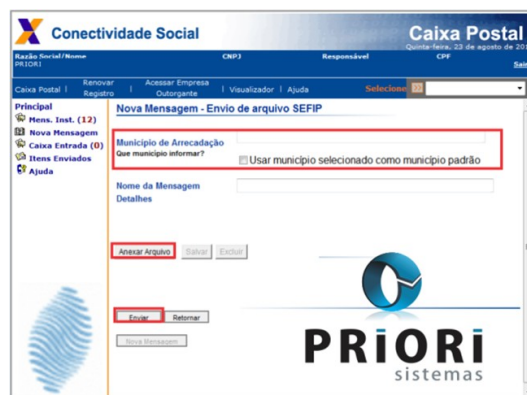 Conectividade Social
Caixa Postal
Quinta-feira, 23 de agosto de 20
Razão Social/Nome CNPJ Responsável CPF
PRIORI
Sair
Caixa Postal | Renovar Registro | Acessar Empresa Outorgante | Visualizador | Ajuda Selecione
Principal
Mens. Inst. (12)
Nova Mensagem
Caixa Entrada (0)
Itens Enviados
Ajuda
Nova Mensagem - Envio de arquivo SEFIP
Município de Arrecadação
Que município informar?
Usar município selecionado como município padrão
Nome da Mensagem
Detalhes
Anexar Arquivo Salvar Excluir
Enviar Retornar
Nova Mensagem
PRiORi
sistemas